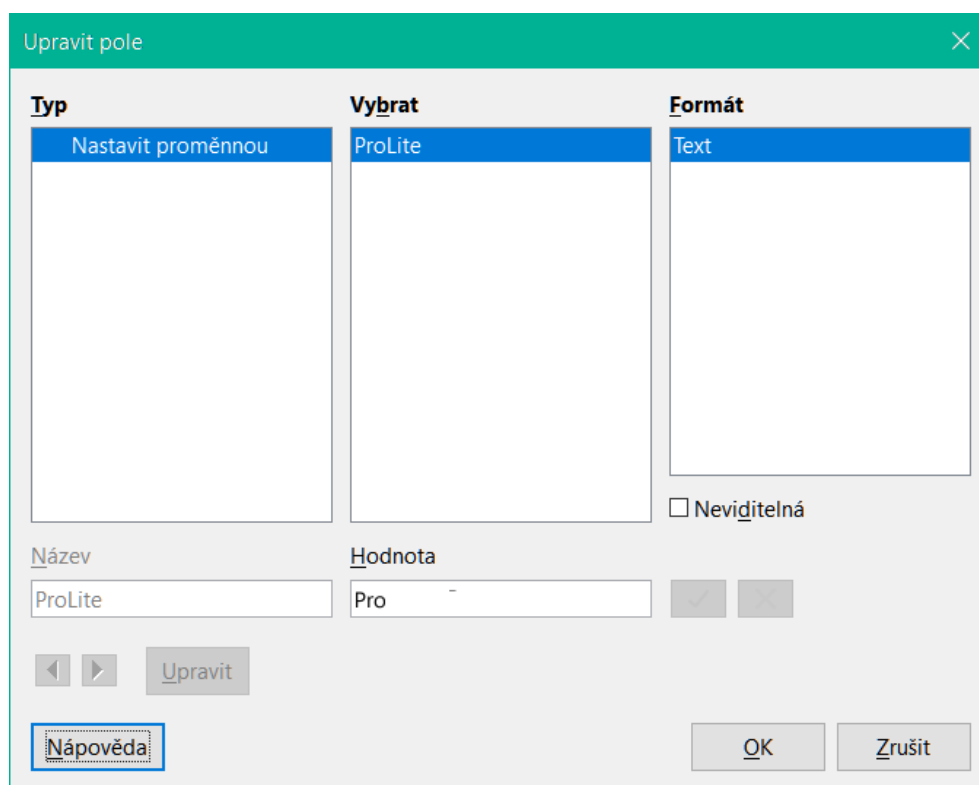 Upravit pole
Typ
Vybrat
Formát
Nastavit proměnnou
ProLite
Text
Neviditelná
Název
Hodnota
ProLite
Pro
Upravit
Nápověda
OK
Zrušit